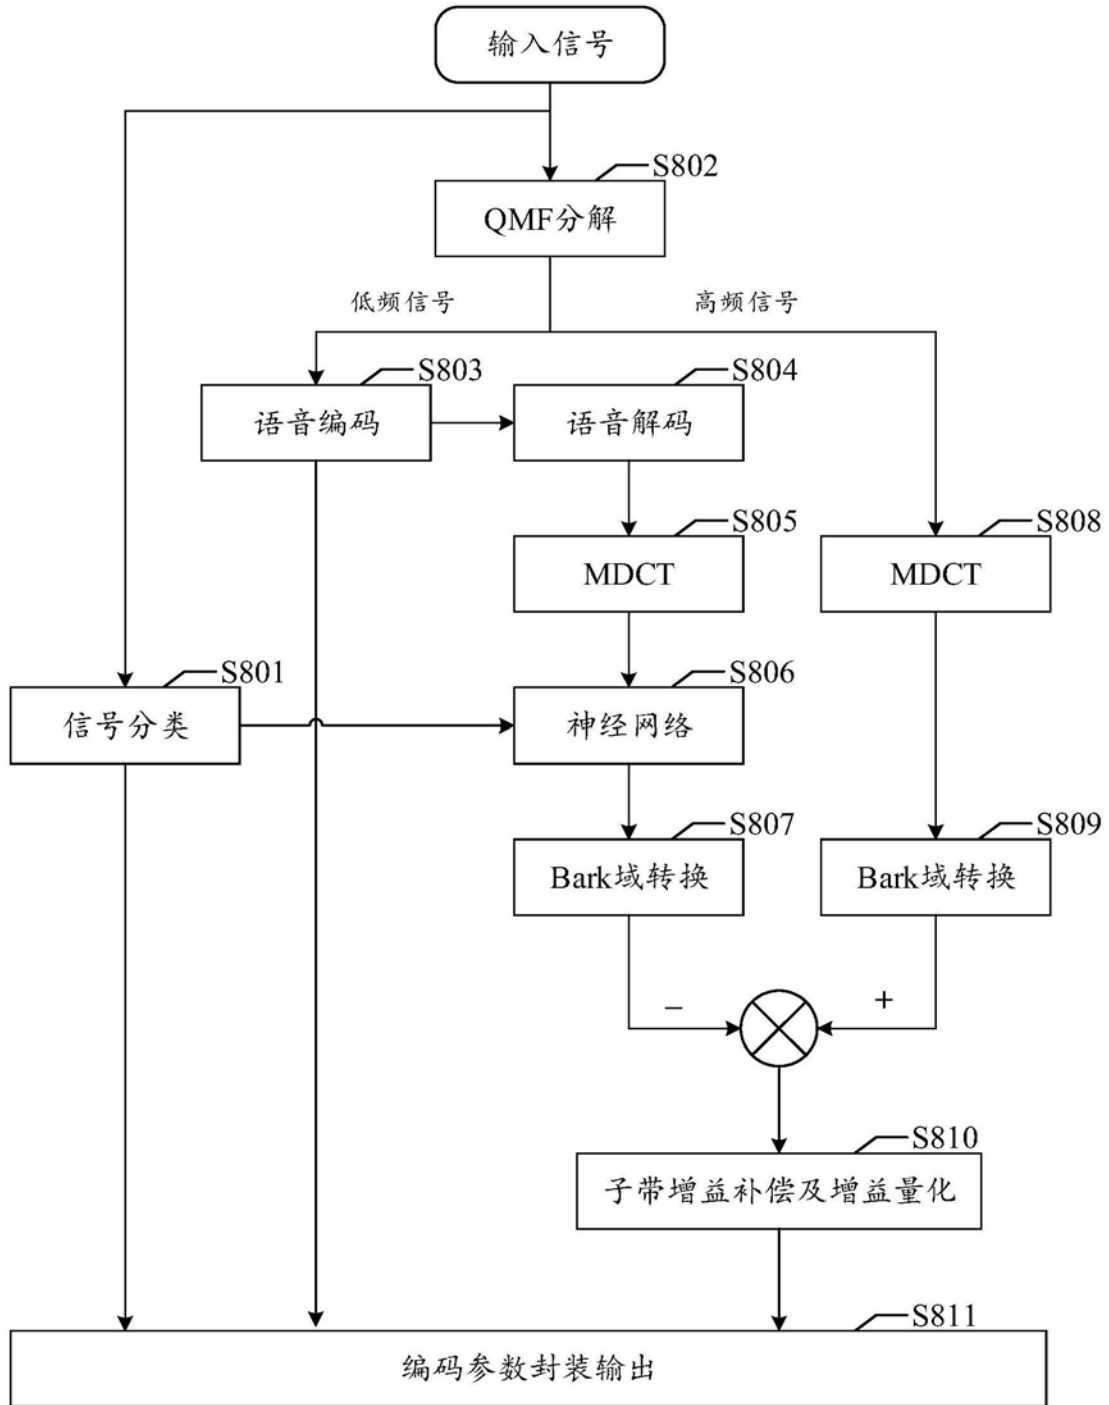 输入信号
S802
QMF分解
低频信号
高频信号
S803
语音编码
S804
语音解码
S805
MDCT
S808
MDCT
S801
信号分类
S806
神经网络
S807
Bark域转换
S809
Bark域转换
−
+
S810
子带增益补偿及增益量化
S811
编码参数封装输出